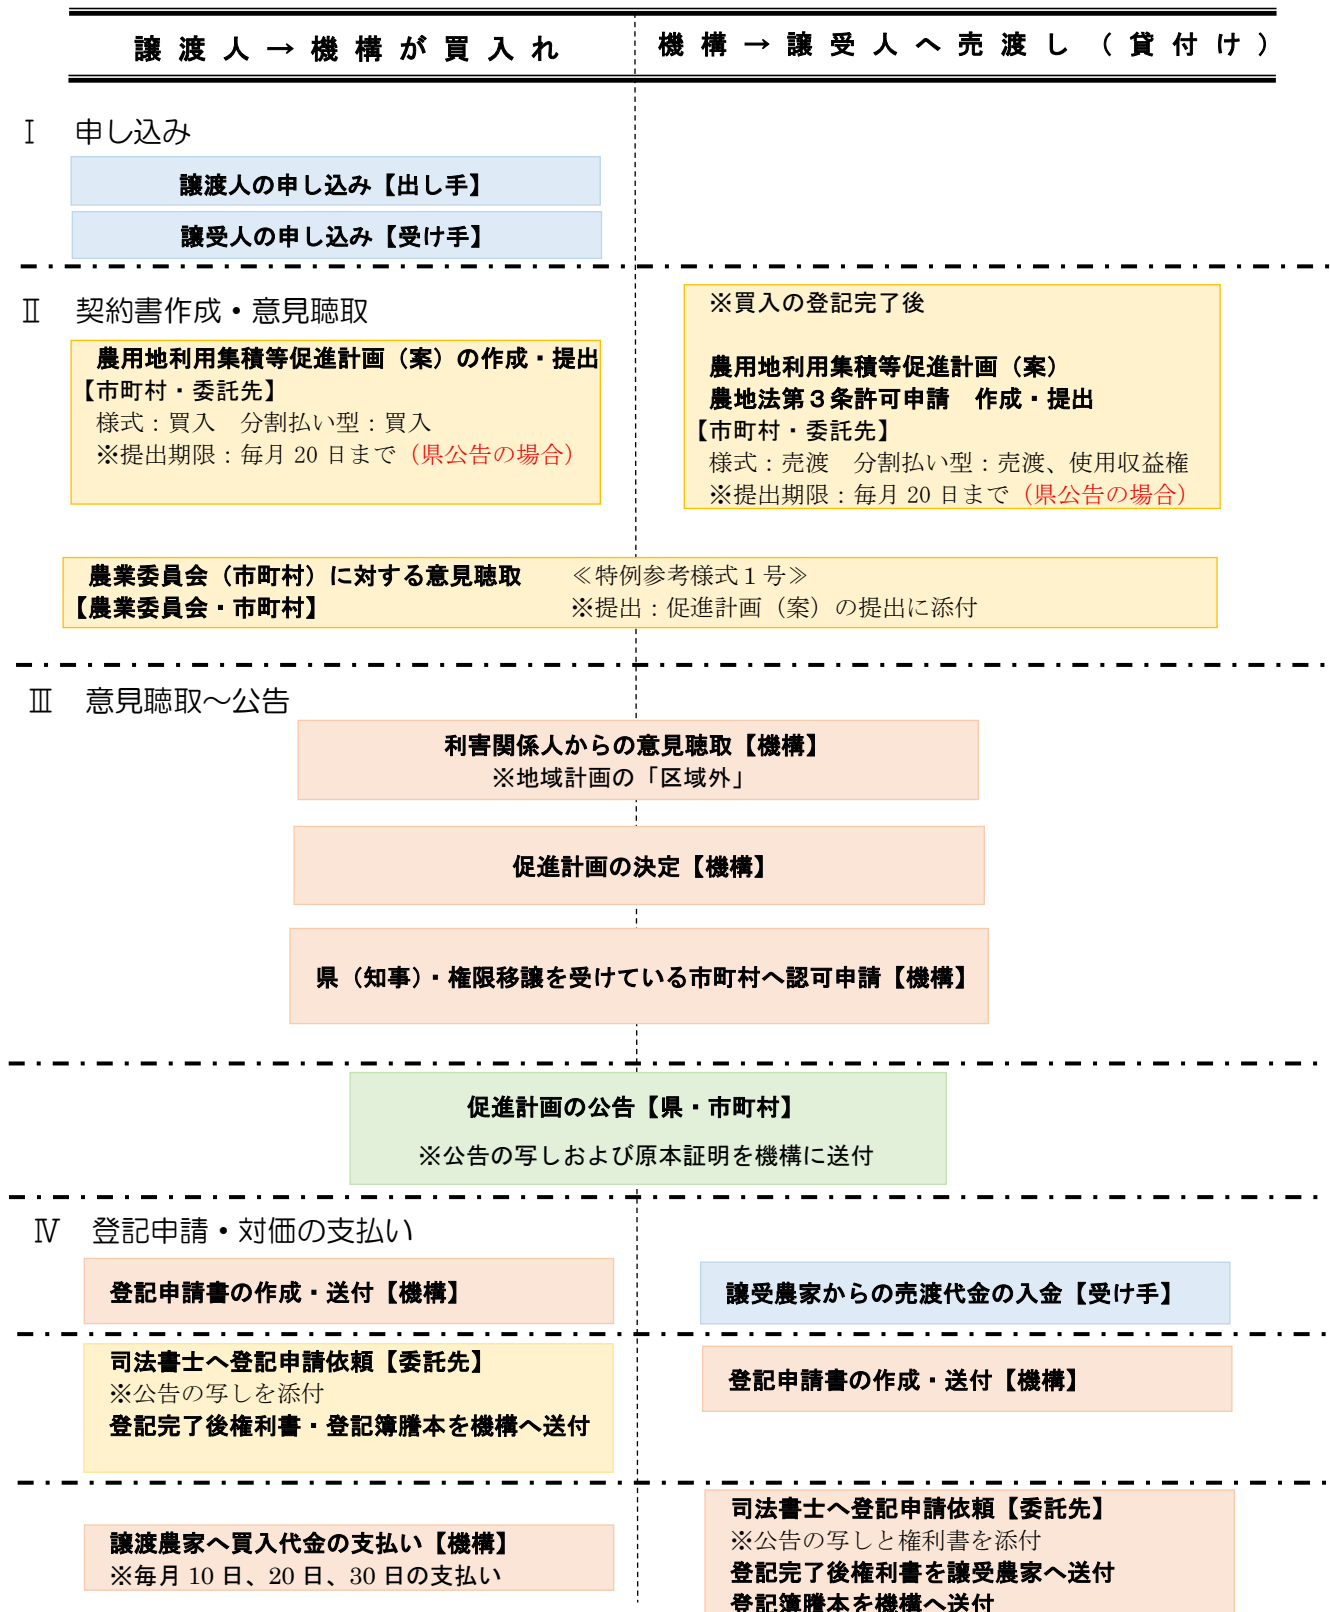 譲渡人→機構が買入れ
機構→譲受人へ売渡し(貸付け)
Ⅰ　申し込み
譲渡人の申し込み【出し手】
譲受人の申し込み【受け手】
Ⅱ　契約書作成・意見聴取
農用地利用集積等促進計画（案）の作成・提出
【市町村・委託先】
様式：買入　分割払い型：買入
※提出期限：毎月 20 日まで（県公告の場合）
※買入の登記完了後
農用地利用集積等促進計画（案）
農地法第３条許可申請　作成・提出
【市町村・委託先】
様式：売渡　分割払い型：売渡、使用収益権
※提出期限：毎月 20 日まで（県公告の場合）
農業委員会（市町村）に対する意見聴取　　≪特例参考様式１号≫
【農業委員会・市町村】　　※提出：促進計画（案）の提出に添付
Ⅲ　意見聴取～公告
利害関係人からの意見聴取【機構】
※地域計画の「区域外」
促進計画の決定【機構】
県（知事）・権限移譲を受けている市町村へ認可申請【機構】
促進計画の公告【県・市町村】
※公告の写しおよび原本証明を機構に送付
Ⅳ　登記申請・対価の支払い
登記申請書の作成・送付【機構】
譲受農家からの売渡代金の入金【受け手】
司法書士へ登記申請依頼【委託先】
※公告の写しを添付
登記完了後権利書・登記簿謄本を機構へ送付
登記申請書の作成・送付【機構】
譲渡農家へ買入代金の支払い【機構】
※毎月 10 日、20 日、30 日の支払い
司法書士へ登記申請依頼【委託先】
※公告の写しと権利書を添付
登記完了後権利書を譲受農家へ送付
登記簿謄本を機構へ送付